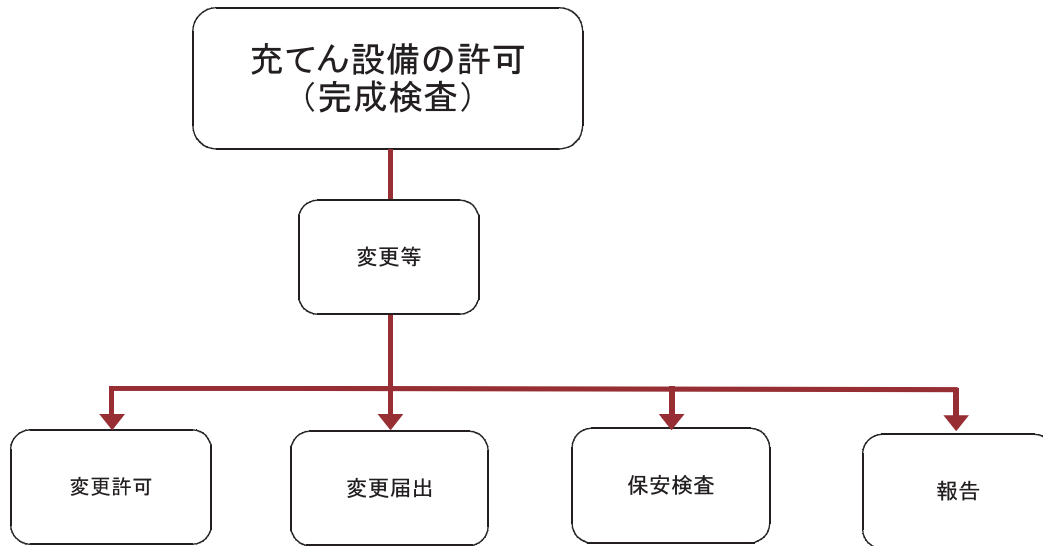 充てん設備の許可
（完成検査）
変更等
変更許可
変更届出
保安検査
報告